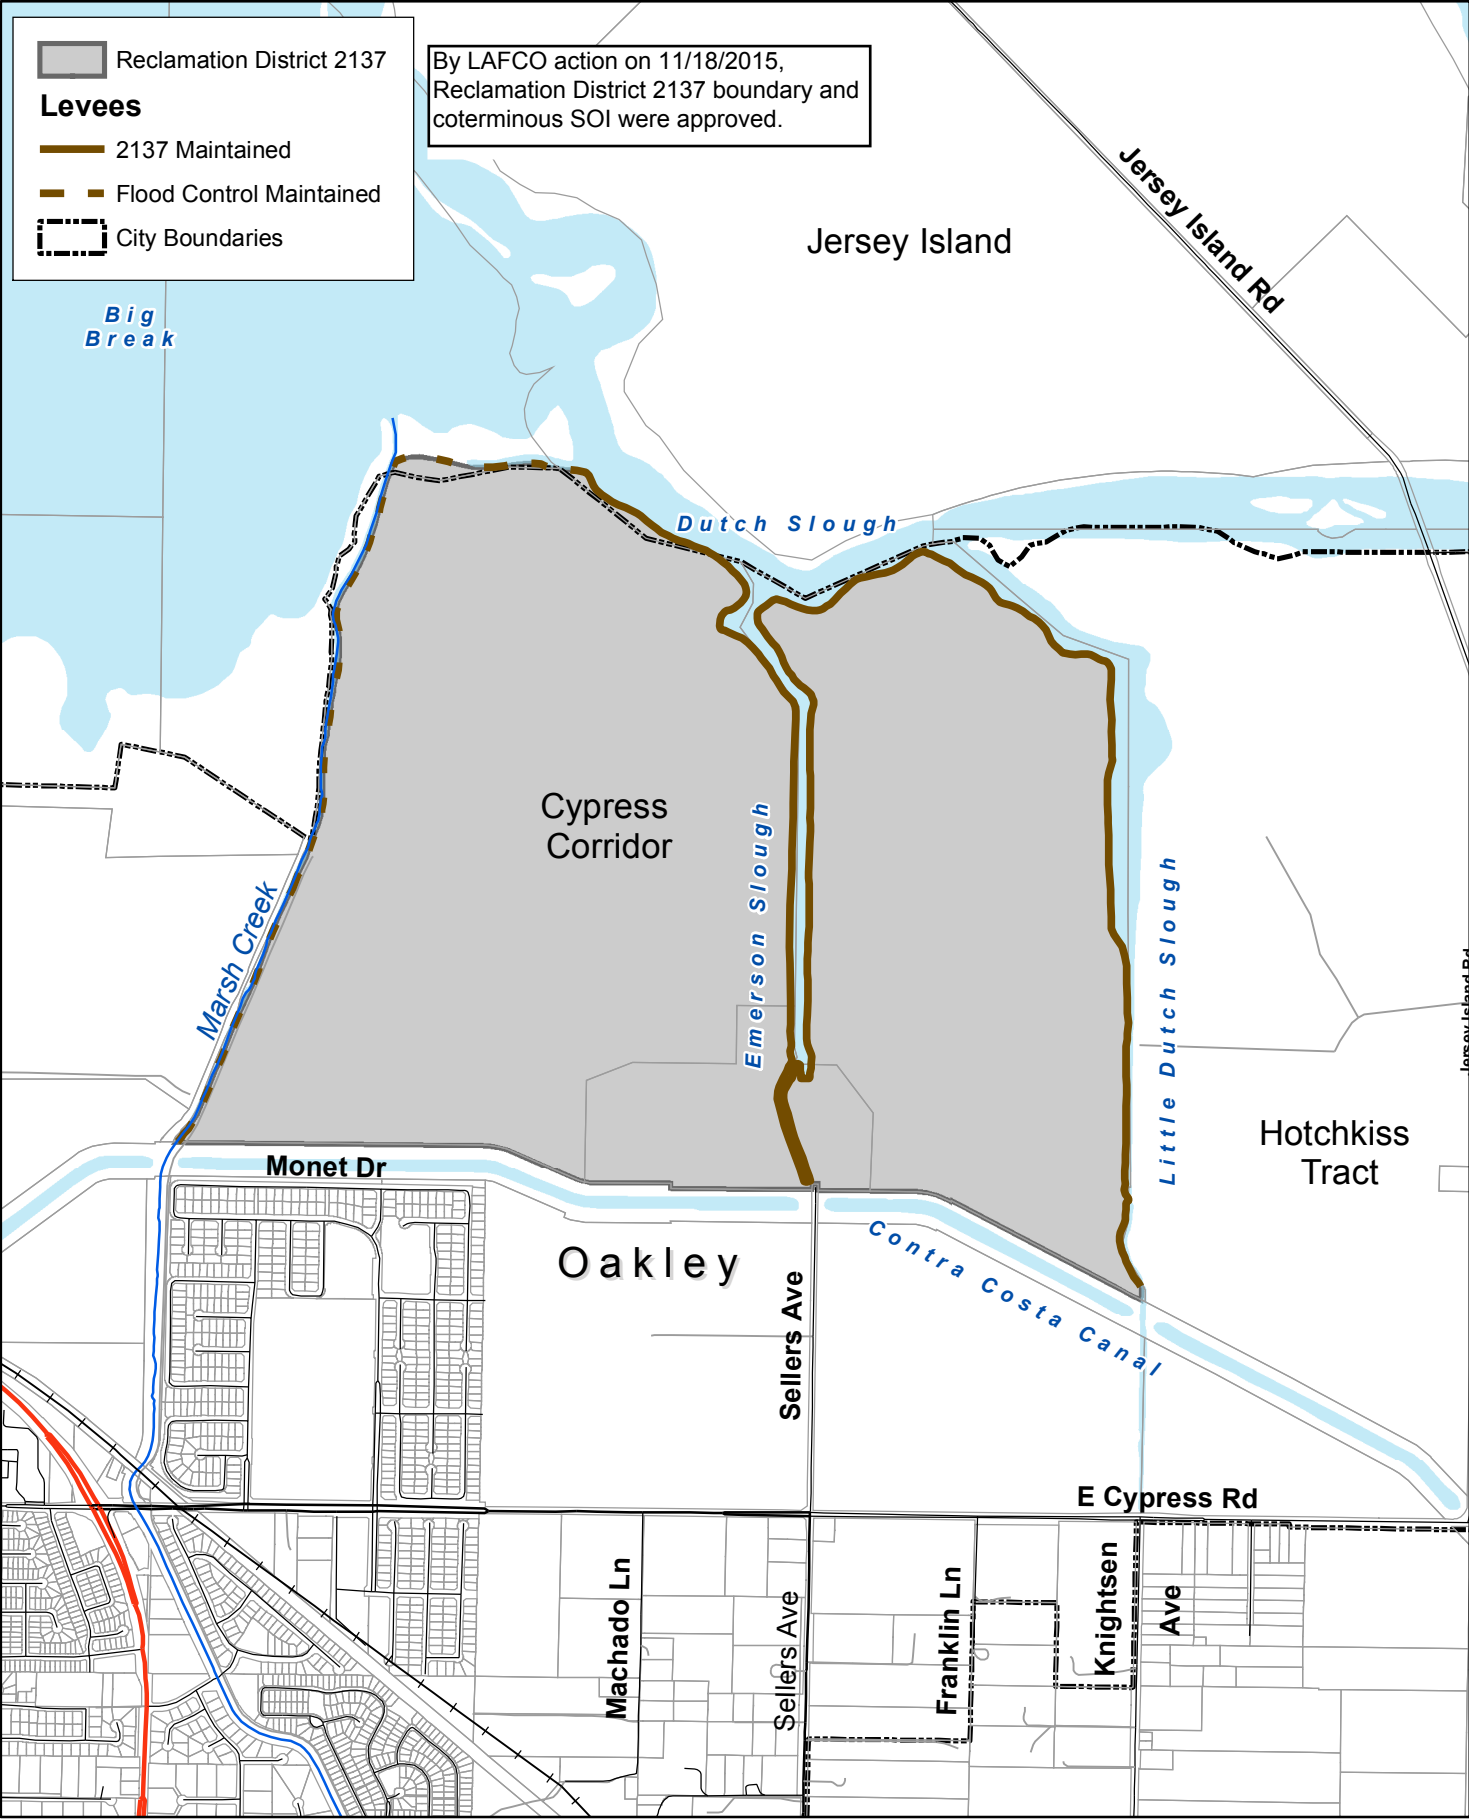 Reclamation District 2137
Levees
2137 Maintained
Flood Control Maintained
City Boundaries
By LAFCO action on 11/18/2015,
Reclamation District 2137 boundary and
coterminous SOI were approved.
Jersey Island
Jersey Island Rd
Big
Break
Dutch Slough
Cypress
Corridor
Emerson Slough
Marsh Creek
Little Dutch Slough
Jersey Island Rd
Hotchkiss
Tract
Monet Dr
Oakley
Contra Costa Canal
Sellers Ave
E Cypress Rd
Machado Ln
Sellers Ave
Franklin Ln
Knightsen
Ave